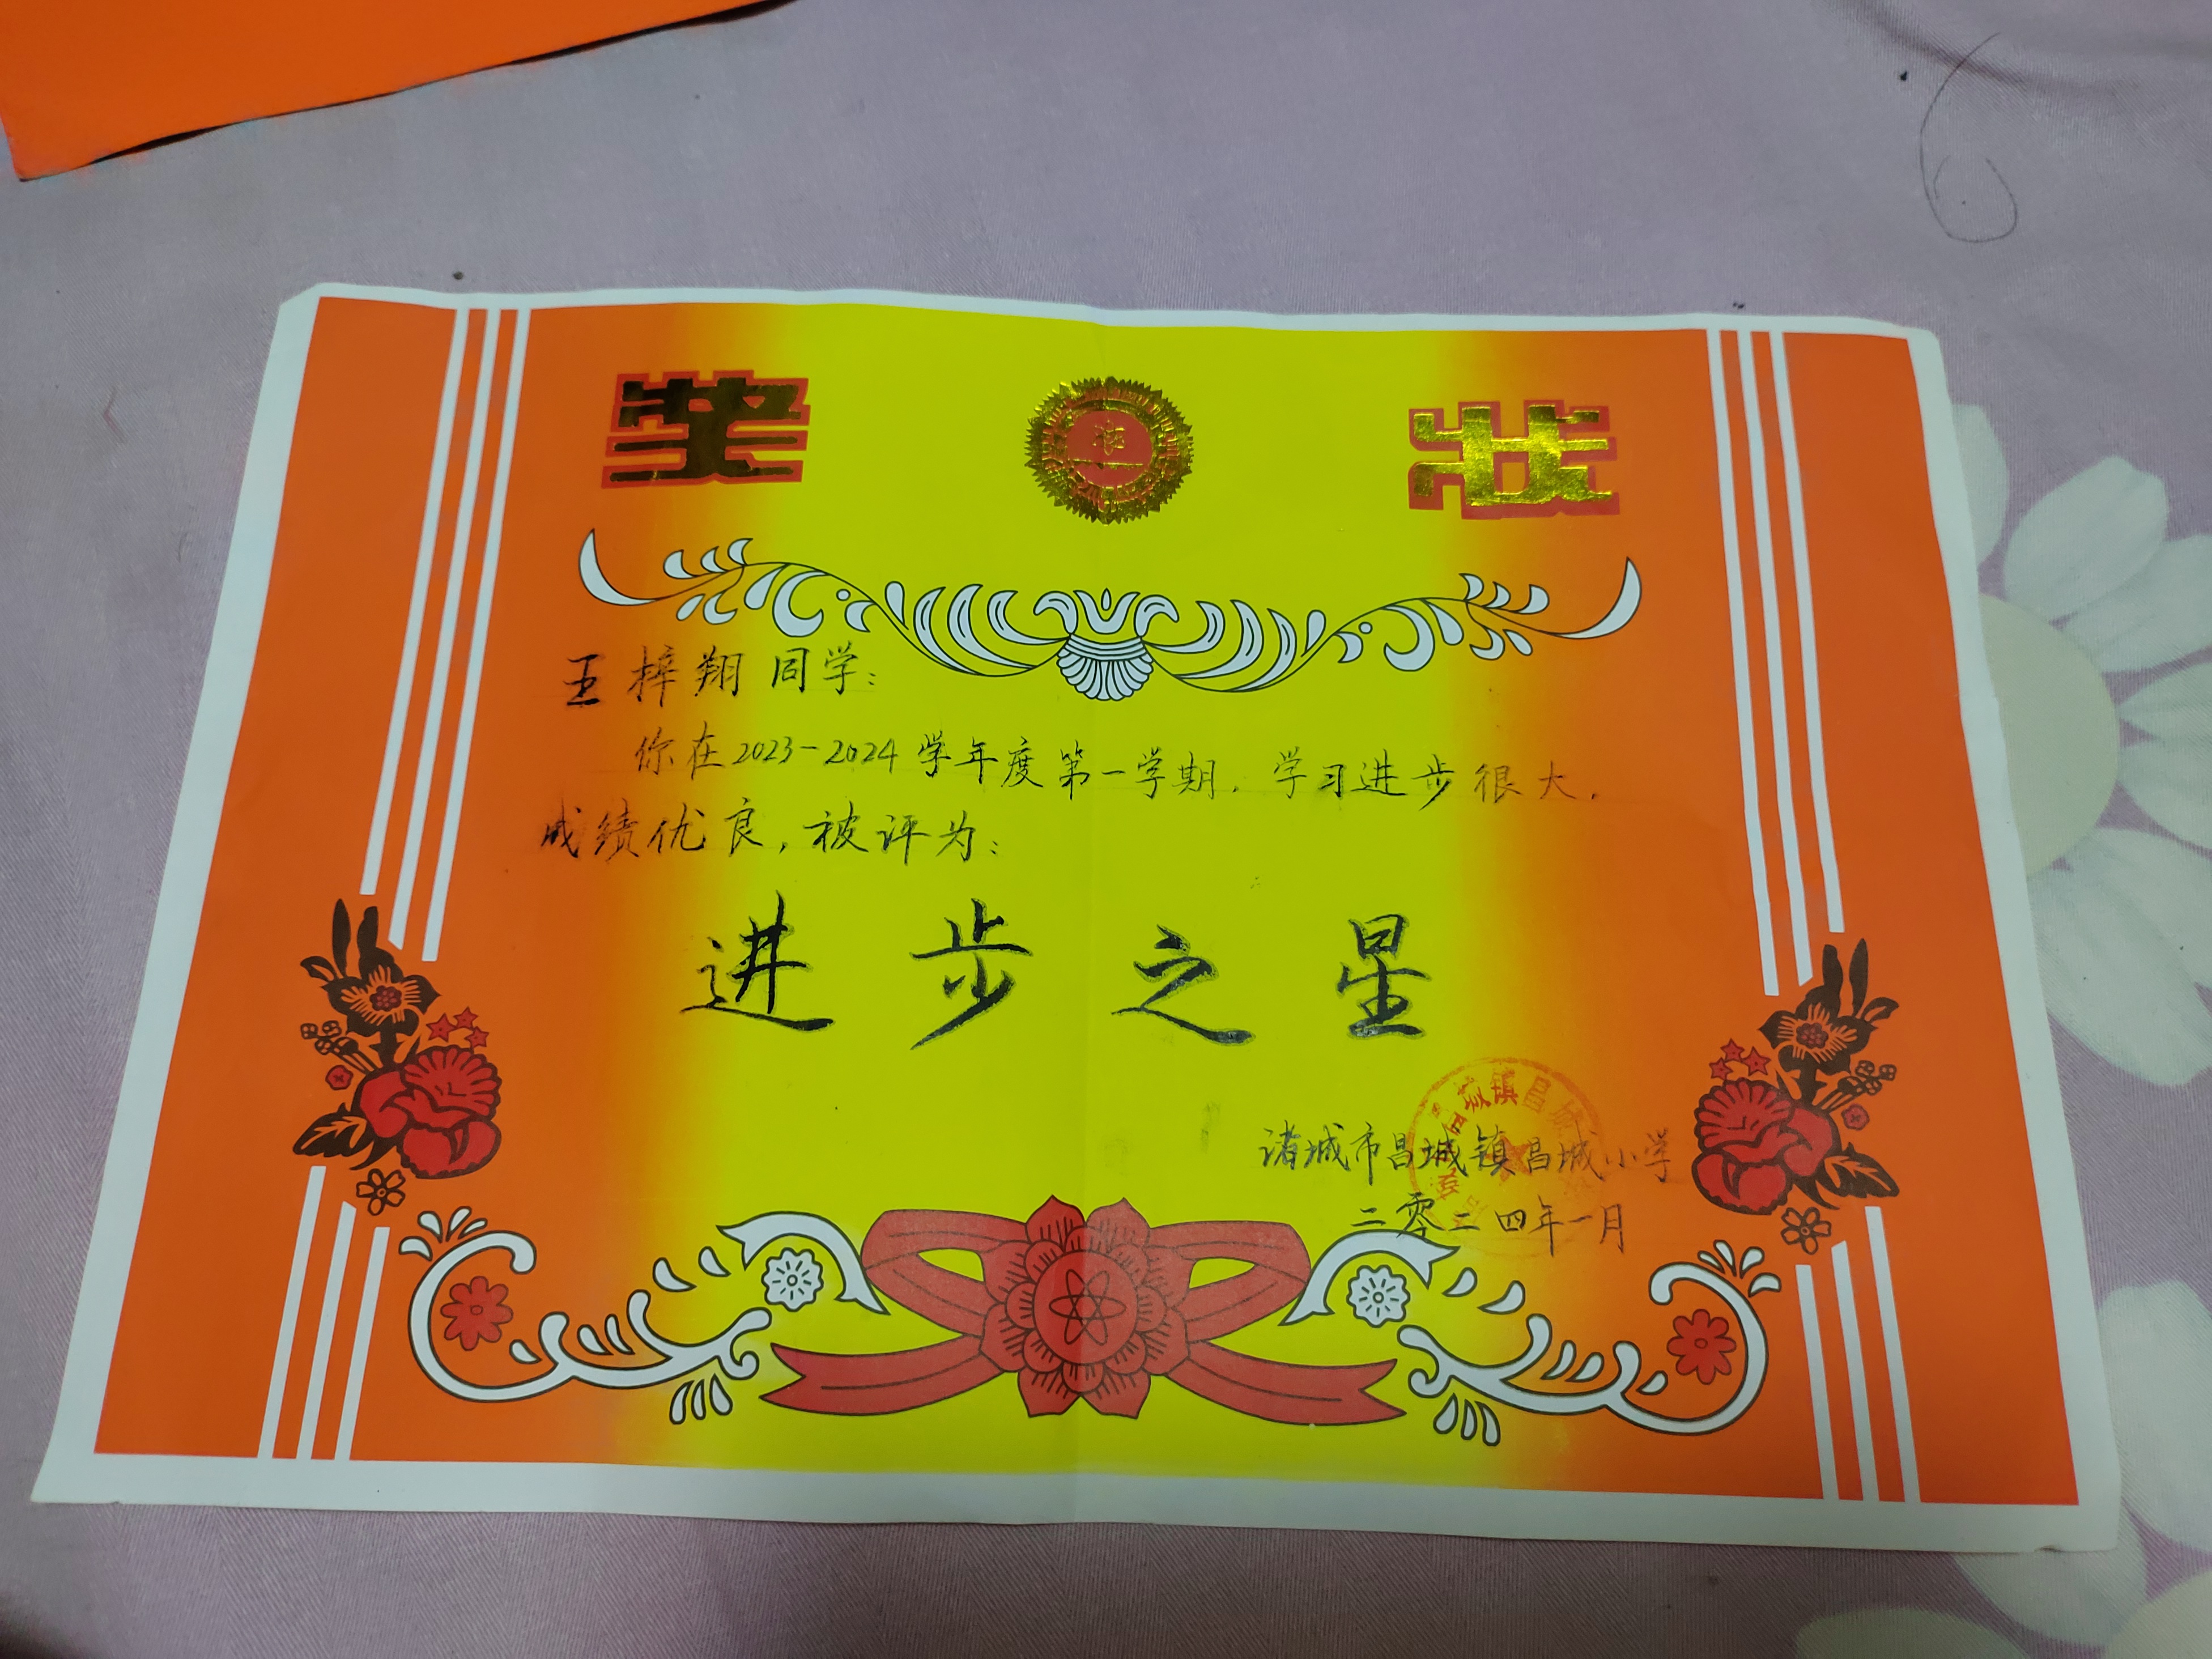 奖 状
王梓翔同学:
你在2023-2024学年度第一学期,学习进步很大,
成绩优良,被评为:
进步之星
诸城市昌城镇昌城小学
二零二四年一月